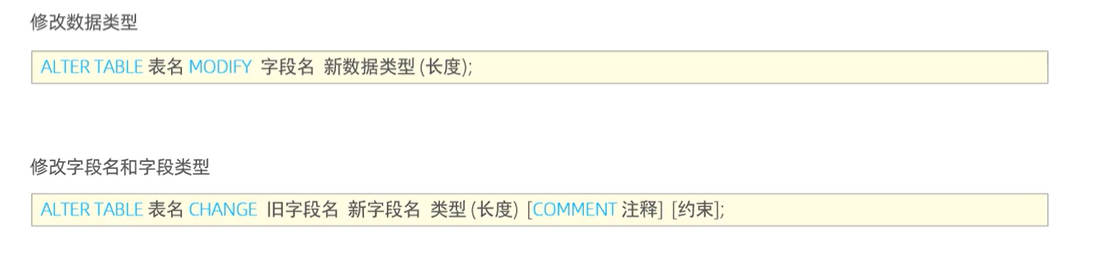 修改数据类型
ALTER TABLE 表名 MODIFY 字段名 新数据类型 (长度);
修改字段名和字段类型
ALTER TABLE 表名 CHANGE 旧字段名 新字段名 类型 (长度) [COMMENT 注释] [约束];